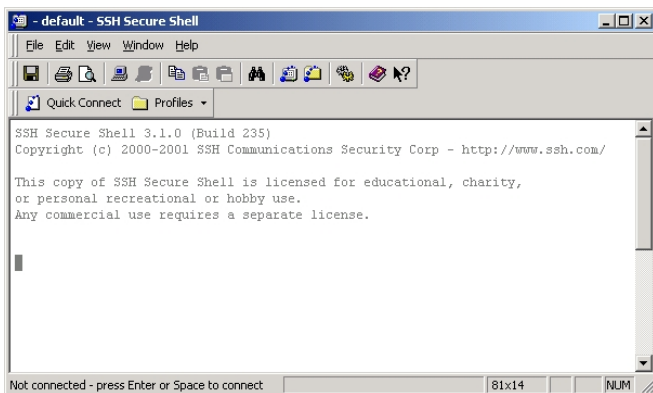 - default - SSH Secure Shell
File Edit View Window Help
Quick Connect Profiles
SSH Secure Shell 3.1.0 (Build 235)
Copyright (c) 2000-2001 SSH Communications Security Corp - http://www.ssh.com/
This copy of SSH Secure Shell is licensed for educational, charity,
or personal recreational or hobby use.
Any commercial use requires a separate license.
Not connected - press Enter or Space to connect 81x14 NUM